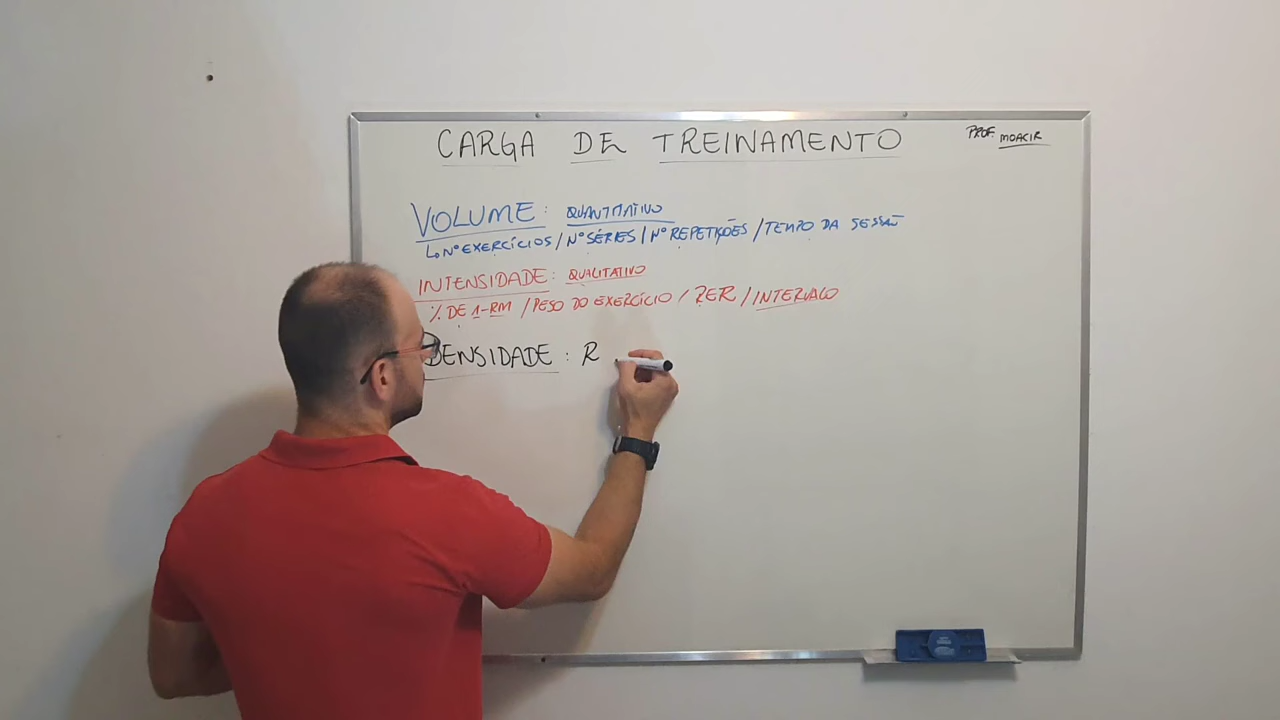 CARGA DE TREINAMENTO
PROF. MOACIR
VOLUME: QUANTITATIVO
↳ Nº EXERCÍCIOS / Nº SÉRIES / Nº REPETIÇÕES / TEMPO DA SESSÃO
INTENSIDADE: QUALITATIVO
% DE 1-RM / PESO DO EXERCÍCIO / RER / INTERVALO
DENSIDADE: R